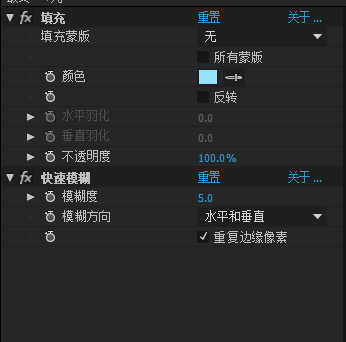 fx 填充 重置 关于...
填充蒙版 无
所有蒙版
颜色
反转
水平羽化 0.0
垂直羽化 0.0
不透明度 100.0%
fx 快速模糊 重置 关于...
模糊度 5.0
模糊方向 水平和垂直
重复边缘像素